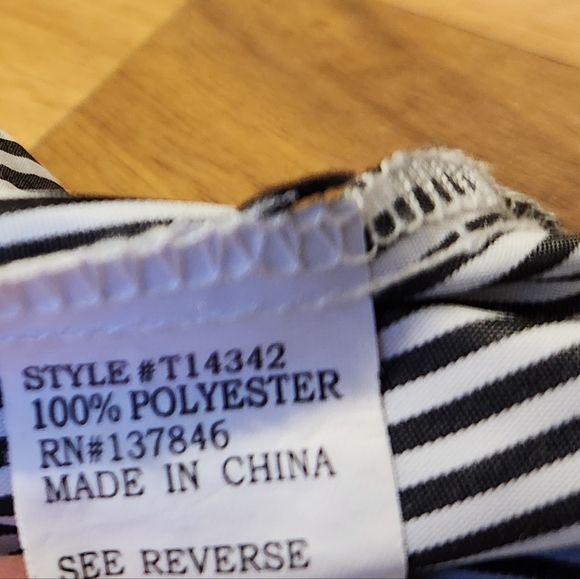 STYLE #T14342
100% POLYESTER
RN#137846
MADE IN CHINA
SEE REVERSE